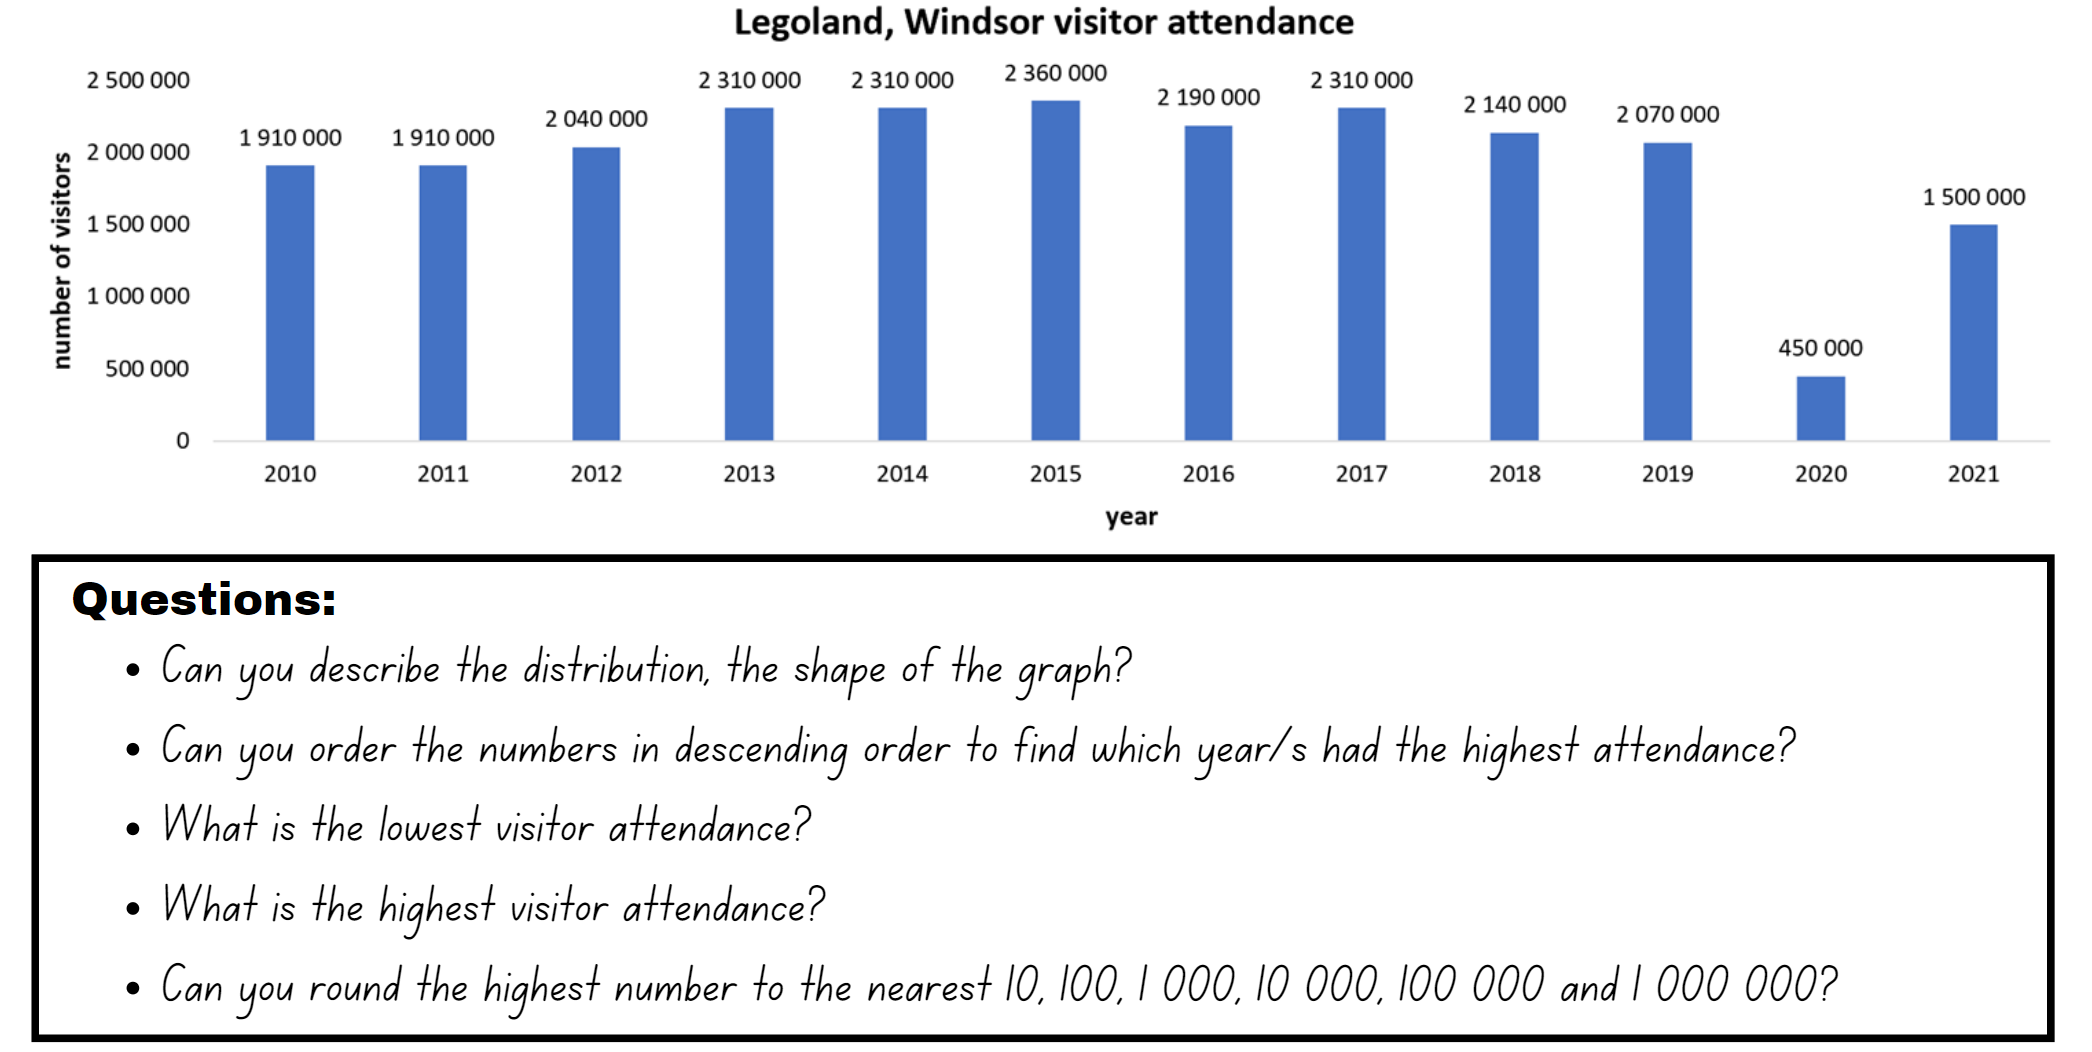 Legoland, Windsor visitor attendance
number of visitors
2 500 000
2 000 000
1 500 000
1 000 000
500 000
0
1 910 000
1 910 000
2 040 000
2 310 000
2 310 000
2 360 000
2 190 000
2 310 000
2 140 000
2 070 000
450 000
1 500 000
2010 2011 2012 2013 2014 2015 2016 2017 2018 2019 2020 2021
year
Questions:
• Can you describe the distribution, the shape of the graph?
• Can you order the numbers in descending order to find which year/s had the highest attendance?
• What is the lowest visitor attendance?
• What is the highest visitor attendance?
• Can you round the highest number to the nearest 10, 100, 1 000, 10 000, 100 000 and 1 000 000?